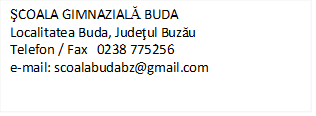 ŞCOALA GIMNAZIALĂ BUDA
Localitatea Buda, Judeţul Buzău
Telefon / Fax   0238 775256
e-mail: scoalabudabz@gmail.com